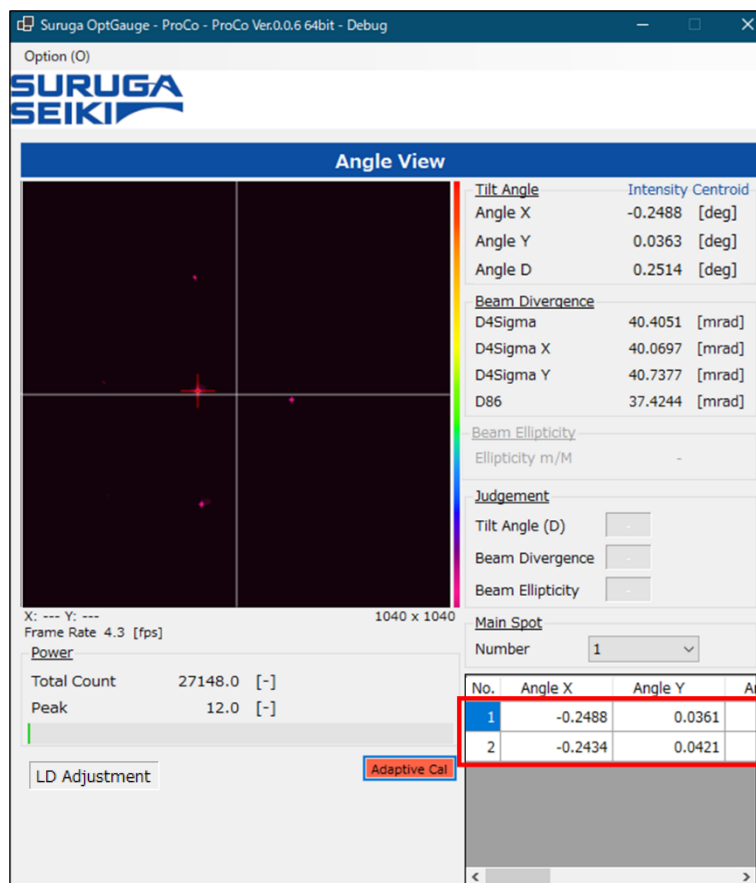 Suruga OptGauge - ProCo - ProCo Ver.0.0.6 64bit - Debug
Option (O)
SURUGA
SEIKI
Angle View
Tilt Angle Intensity Centroid
Angle X -0.2488 [deg]
Angle Y 0.0363 [deg]
Angle D 0.2514 [deg]
Beam Divergence
D4Sigma 40.4051 [mrad]
D4Sigma X 40.0697 [mrad]
D4Sigma Y 40.7377 [mrad]
D86 37.4244 [mrad]
Beam Ellipticity
Ellipticity m/M -
Judgement
Tilt Angle (D) -
Beam Divergence -
Beam Ellipticity -
X: --- Y: --- 1040 x 1040
Frame Rate 4.3 [fps]
Main Spot
Number 1
Power
Total Count 27148.0 [-]
Peak 12.0 [-]
LD Adjustment
Adaptive Cal
No. Angle X Angle Y
1 -0.2488 0.0361
2 -0.2434 0.0421